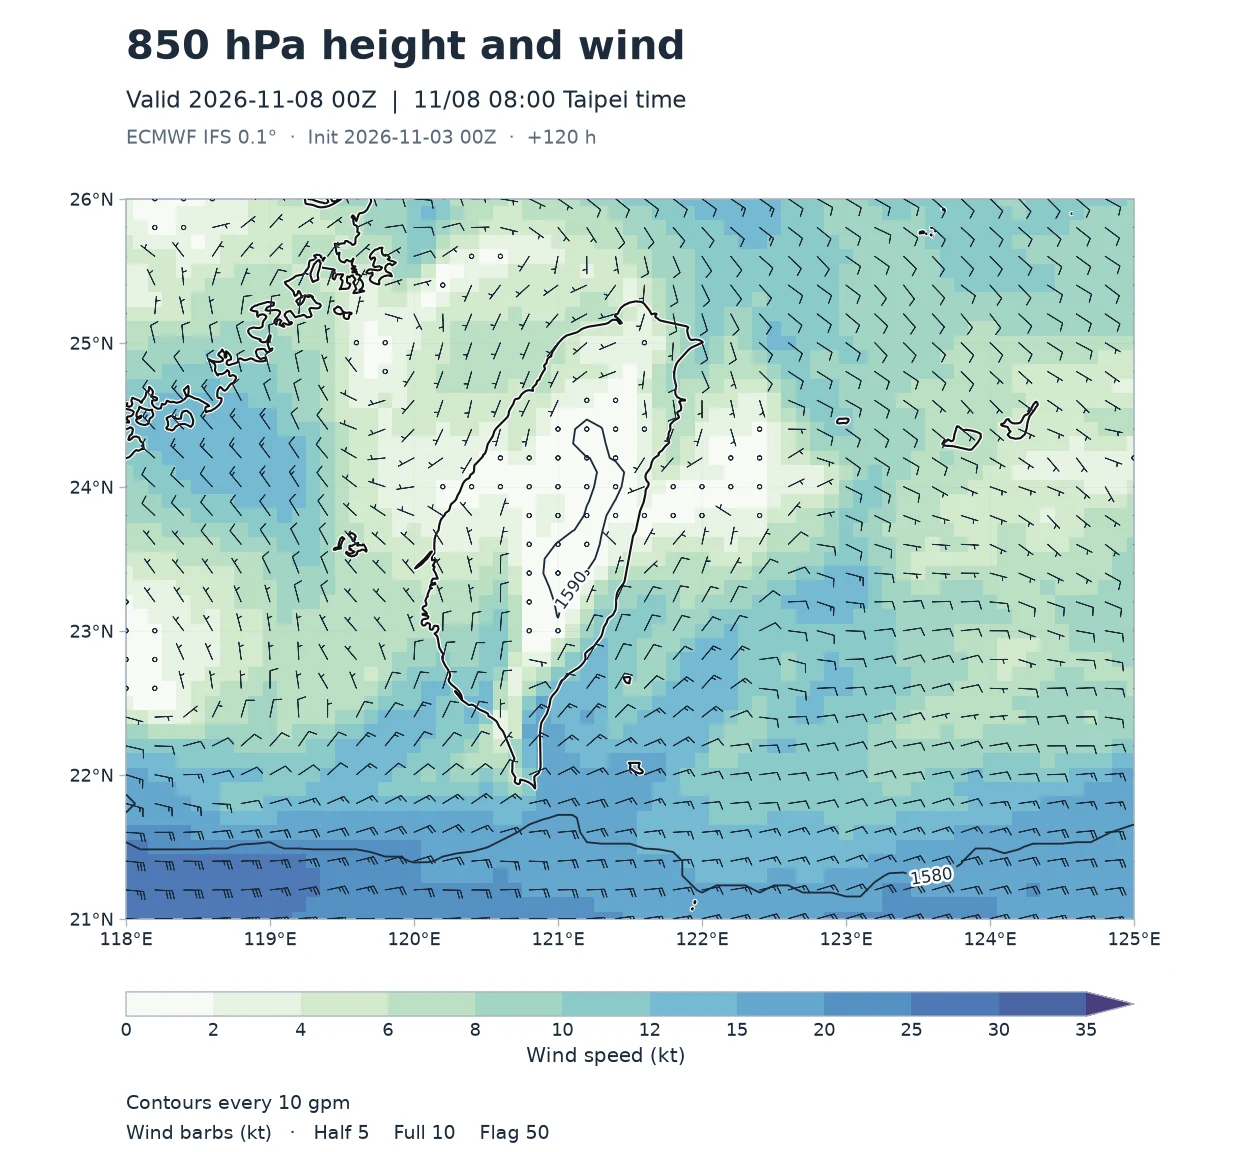 850 hPa height and wind
Valid 2026-11-08 00Z | 11/08 08:00 Taipei time
ECMWF IFS 0.1° · Init 2026-11-03 00Z · +120 h
26°N
25°N
24°N
23°N
22°N
21°N
1590
1580
118°E 119°E 120°E 121°E 122°E 123°E 124°E 125°E
0 2 4 6 8 10 12 15 20 25 30 35
Wind speed (kt)
Contours every 10 gpm
Wind barbs (kt) · Half 5 Full 10 Flag 50